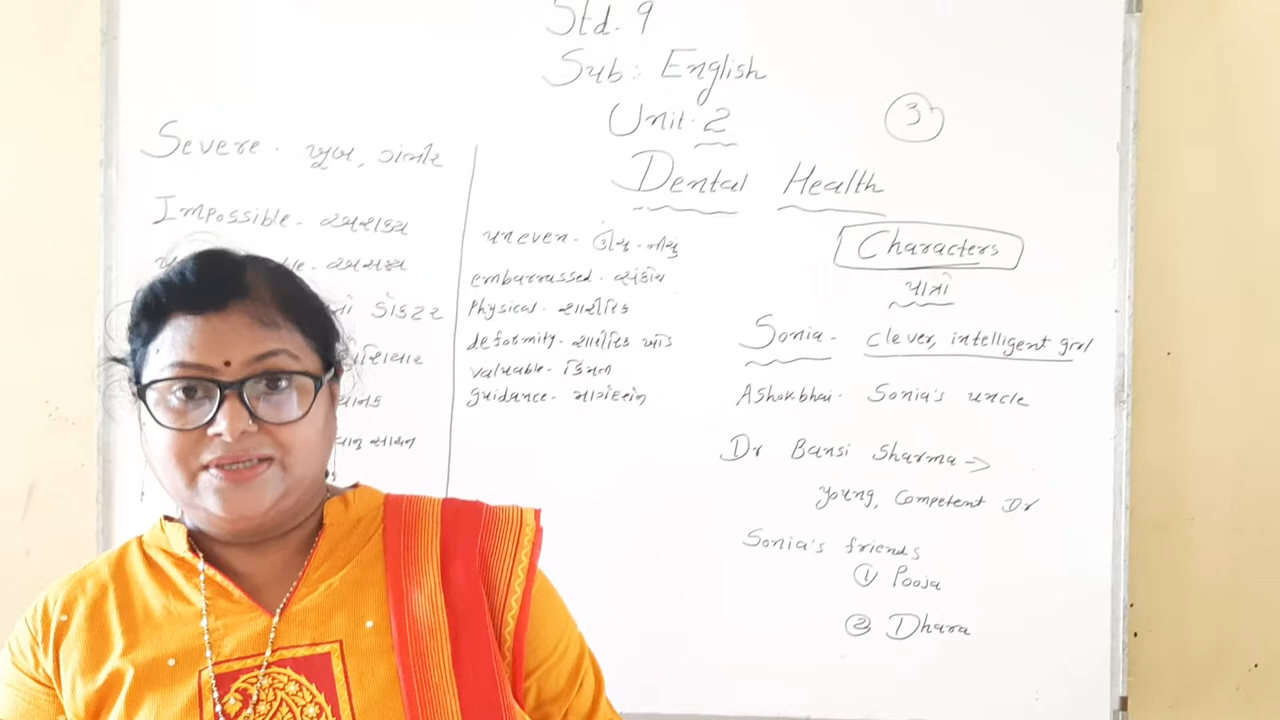 Std. 9
Sub: English
Unit. 2
3
Dental Health
Severe. ખૂબ, ગંભીર
Impossible - અશક્ય
- અસહ્ય
ડૉક્ટર
uneven. ઊંચુ-નીચું
embarrassed. સંકોચ
Physical. શારીરિક
deformity. શારીરિક ખોડ
valuable. કિંમતી
guidance. માર્ગદર્શન
Characters
પાત્રો
Sonia - clever, intelligent girl
Ashokbhai - Sonia's uncle
Dr Bansi Sharma →
young, Competent Dr
Sonia's friends
① Pooja
② Dhara